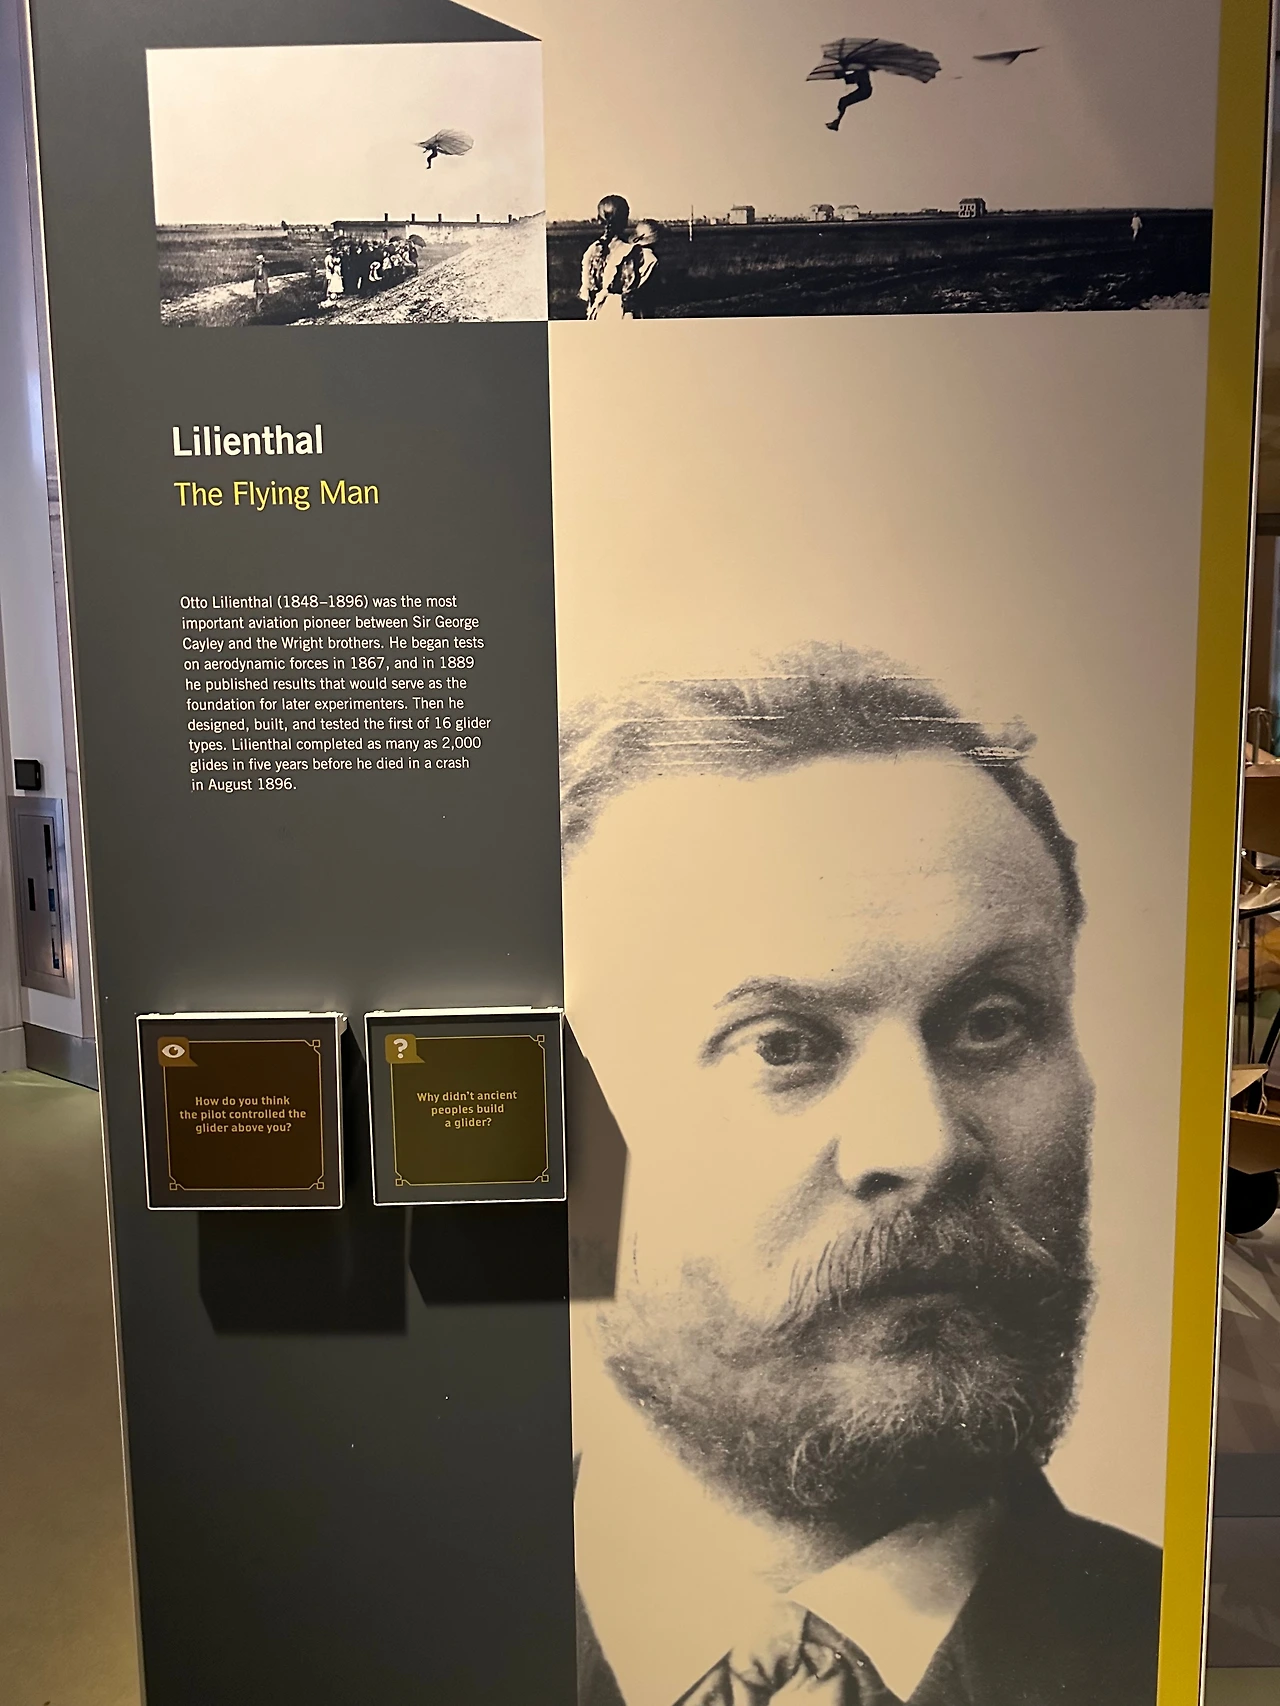 Lilienthal
The Flying Man
Otto Lilienthal (1848–1896) was the most
important aviation pioneer between Sir George
Cayley and the Wright brothers. He began tests
on aerodynamic forces in 1867, and in 1889
he published results that would serve as the
foundation for later experimenters. Then he
designed, built, and tested the first of 16 glider
types. Lilienthal completed as many as 2,000
glides in five years before he died in a crash
in August 1896.
How do you think
the pilot controlled the
glider above you?
?
Why didn't ancient
peoples build
a glider?